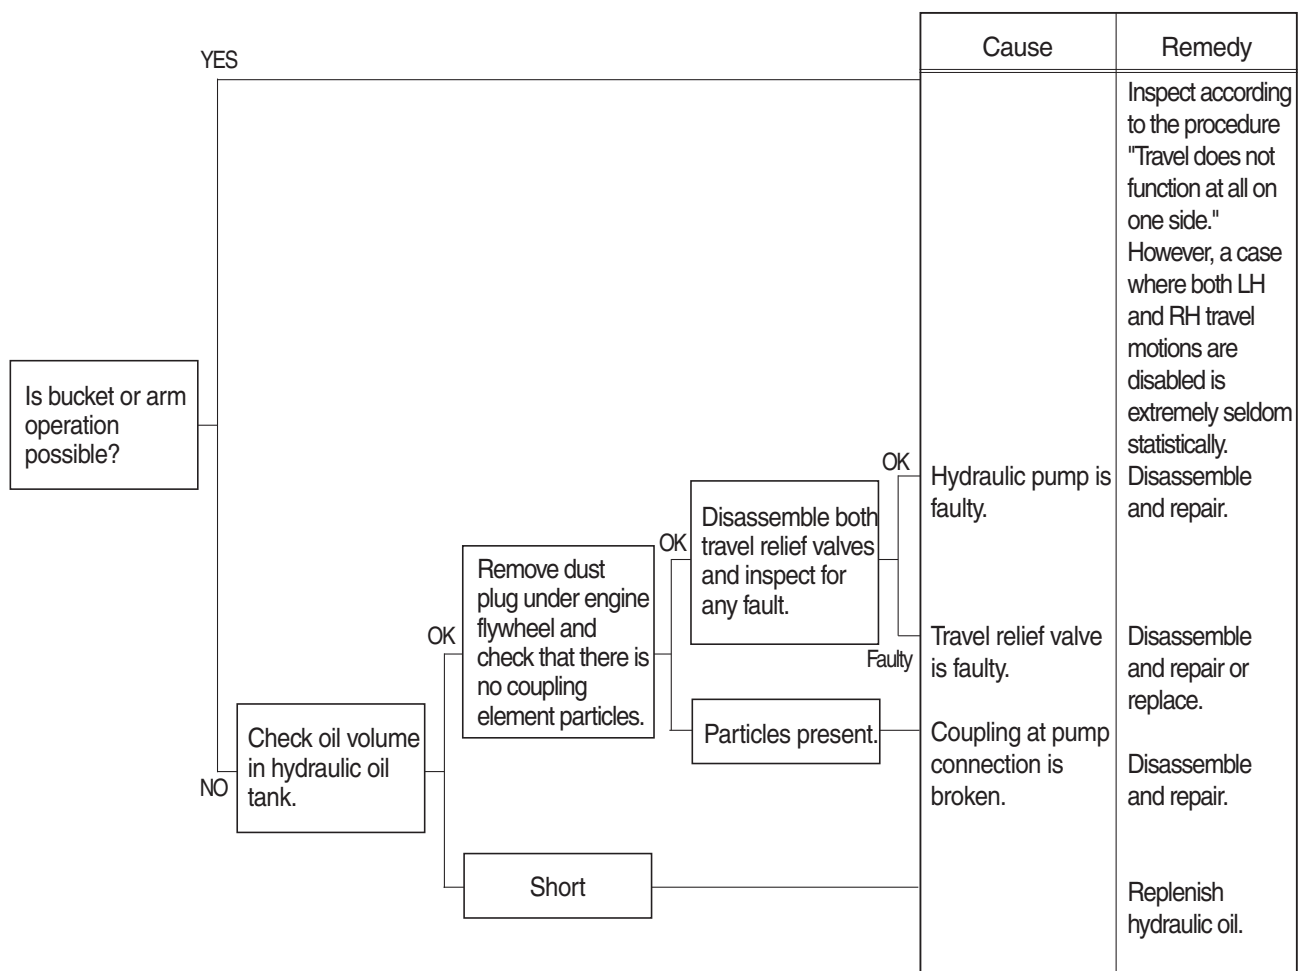 Cause
Remedy
YES
Inspect according
to the procedure
"Travel does not
function at all on
one side."
However, a case
where both LH
and RH travel
motions are
disabled is
extremely seldom
statistically.
Is bucket or arm
operation
possible?
NO
Check oil volume
in hydraulic oil
tank.
OK
Remove dust
plug under engine
flywheel and
check that there is
no coupling
element particles.
OK
Disassemble both
travel relief valves
and inspect for
any fault.
OK
Hydraulic pump is
faulty.
Disassemble
and repair.
Faulty
Travel relief valve
is faulty.
Disassemble
and repair or
replace.
Particles present.
Coupling at pump
connection is
broken.
Disassemble
and repair.
Short
Replenish
hydraulic oil.